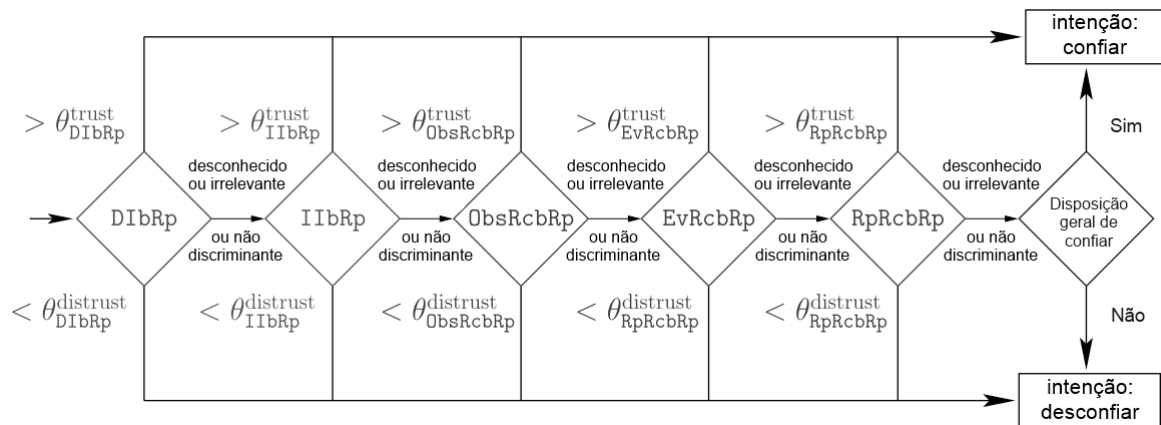 intenção:
confiar
> θ^trust_DIbRp
> θ^trust_IIbRp
> θ^trust_ObsRcbRp
> θ^trust_EvRcbRp
> θ^trust_RpRcbRp
Sim
desconhecido
ou irrelevante
desconhecido
ou irrelevante
desconhecido
ou irrelevante
desconhecido
ou irrelevante
desconhecido
ou irrelevante
DIbRp
IIbRp
ObsRcbRp
EvRcbRp
RpRcbRp
Disposição
geral de
confiar
ou não
discriminante
ou não
discriminante
ou não
discriminante
ou não
discriminante
ou não
discriminante
< θ^distrust_DIbRp
< θ^distrust_IIbRp
< θ^distrust_ObsRcbRp
< θ^distrust_RpRcbRp
< θ^distrust_RpRcbRp
Não
intenção:
desconfiar